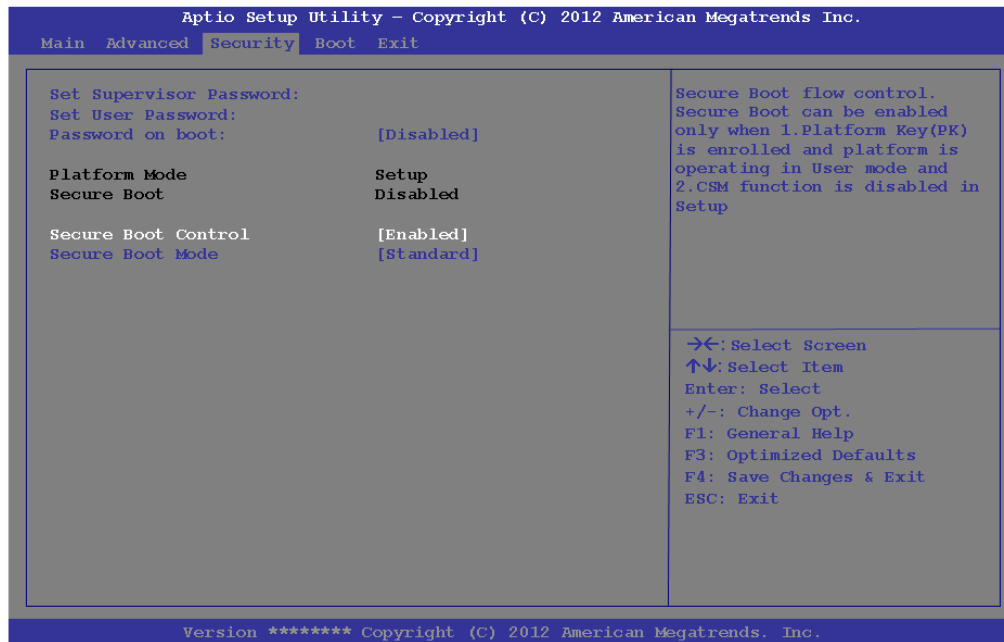 Aptio Setup Utility – Copyright (C) 2012 American Megatrends Inc.
Main Advanced Security Boot Exit
Set Supervisor Password:
Set User Password:
Password on boot: [Disabled]
Platform Mode Setup
Secure Boot Disabled
Secure Boot Control [Enabled]
Secure Boot Mode [Standard]
Secure Boot flow control.
Secure Boot can be enabled
only when 1.Platform Key(PK)
is enrolled and platform is
operating in User mode and
2.CSM function is disabled in
Setup
→←: Select Screen
↑↓: Select Item
Enter: Select
+/-: Change Opt.
F1: General Help
F3: Optimized Defaults
F4: Save Changes & Exit
ESC: Exit
Version ******** Copyright (C) 2012 American Megatrends. Inc.